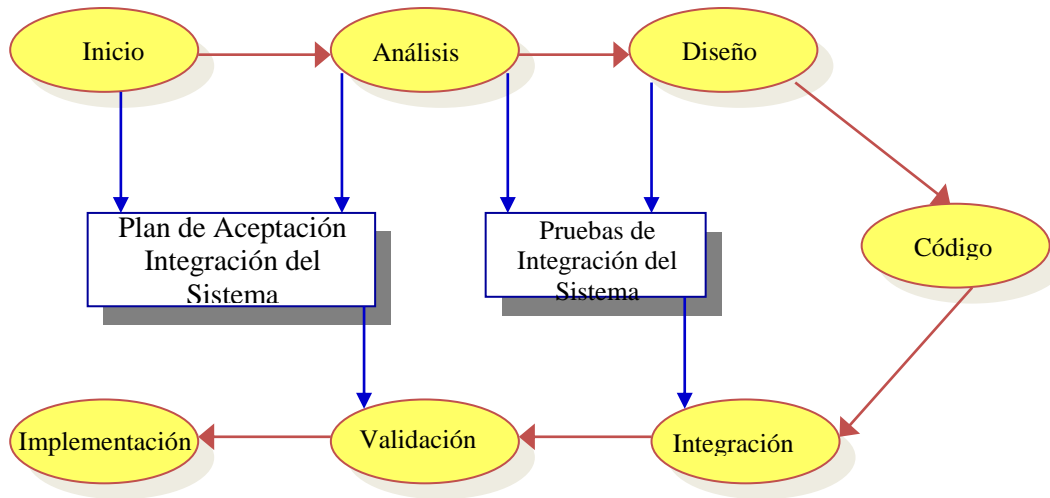 Inicio
Análisis
Diseño
Plan de Aceptación
Integración del
Sistema
Pruebas de
Integración del
Sistema
Código
Implementación
Validación
Integración